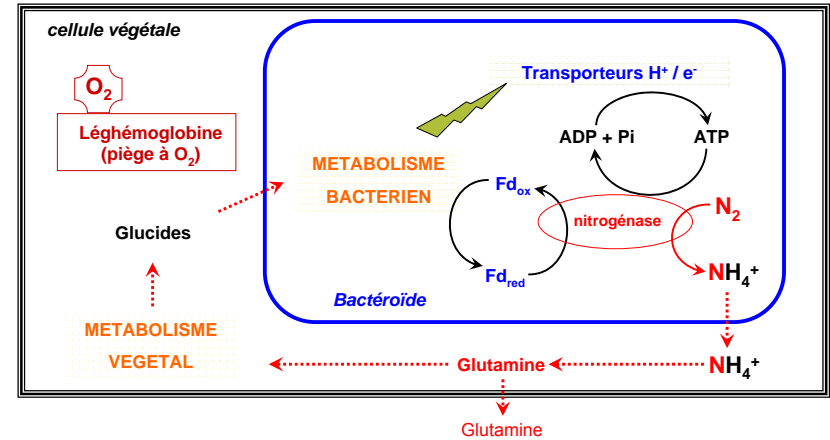 cellule végétale
O₂
Léghémoglobine
(piège à O₂)
Transporteurs H⁺ / e⁻
ADP + Pi
ATP
METABOLISME
BACTERIEN
Fdox
nitrogénase
N₂
Glucides
Fdred
NH₄⁺
Bactéroïde
METABOLISME
VEGETAL
Glutamine
NH₄⁺
Glutamine